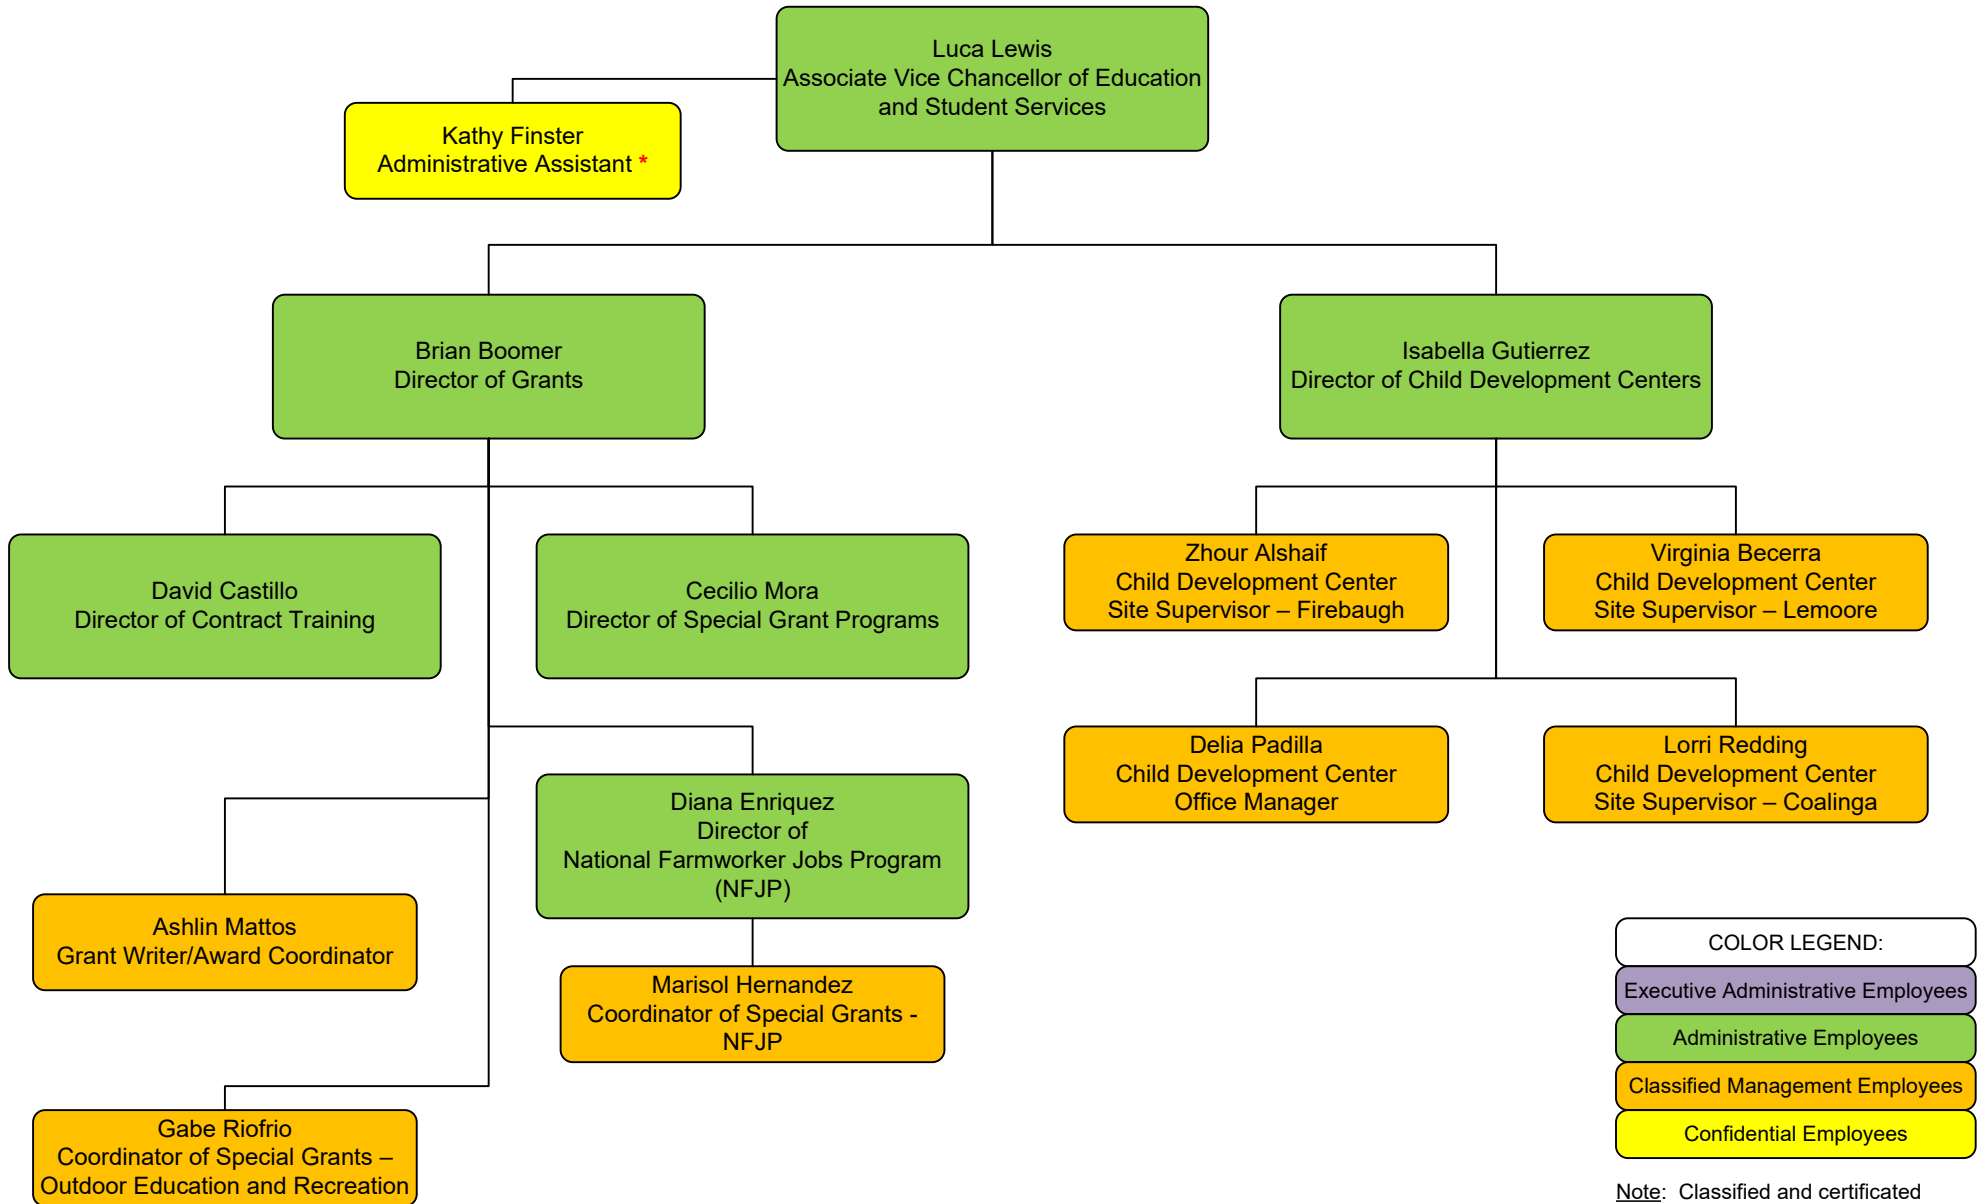 Luca Lewis
Associate Vice Chancellor of Education
and Student Services
Kathy Finster
Administrative Assistant *
Brian Boomer
Director of Grants
Isabella Gutierrez
Director of Child Development Centers
David Castillo
Director of Contract Training
Cecilio Mora
Director of Special Grant Programs
Zhour Alshaif
Child Development Center
Site Supervisor – Firebaugh
Virginia Becerra
Child Development Center
Site Supervisor – Lemoore
Delia Padilla
Child Development Center
Office Manager
Lorri Redding
Child Development Center
Site Supervisor – Coalinga
Diana Enriquez
Director of
National Farmworker Jobs Program
(NFJP)
Ashlin Mattos
Grant Writer/Award Coordinator
Marisol Hernandez
Coordinator of Special Grants -
NFJP
Gabe Riofrio
Coordinator of Special Grants –
Outdoor Education and Recreation
COLOR LEGEND:
Executive Administrative Employees
Administrative Employees
Classified Management Employees
Confidential Employees
Note: Classified and certificated